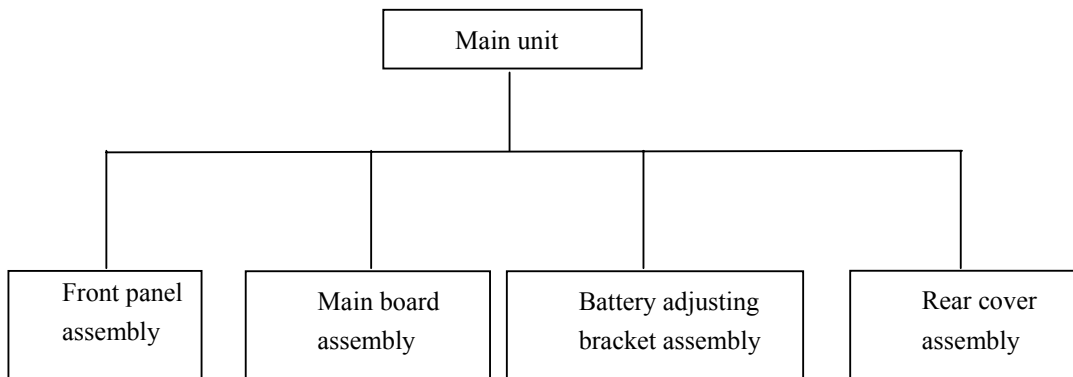 Main unit
Front panel
assembly
Main board
assembly
Battery adjusting
bracket assembly
Rear cover
assembly